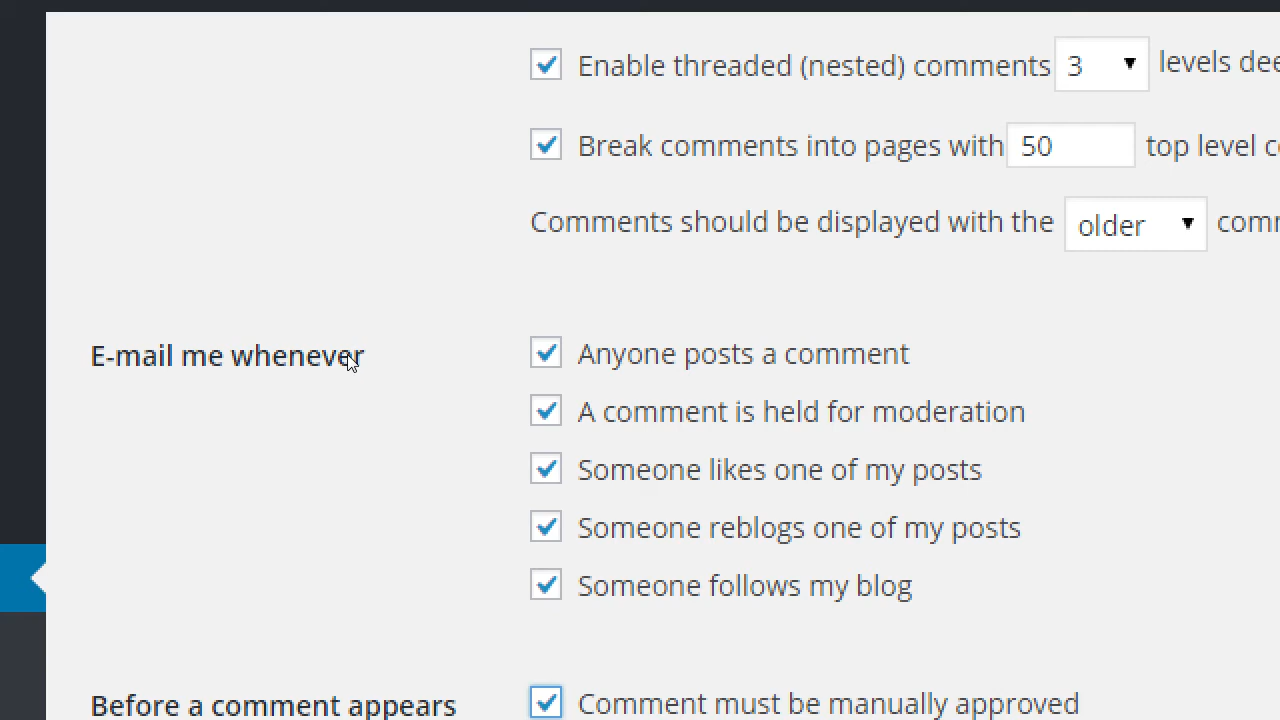 Enable threaded (nested) comments 3 levels
Break comments into pages with 50 top level
Comments should be displayed with the older
E-mail me whenever
Anyone posts a comment
A comment is held for moderation
Someone likes one of my posts
Someone reblogs one of my posts
Someone follows my blog
Before a comment appears
Comment must be manually approved